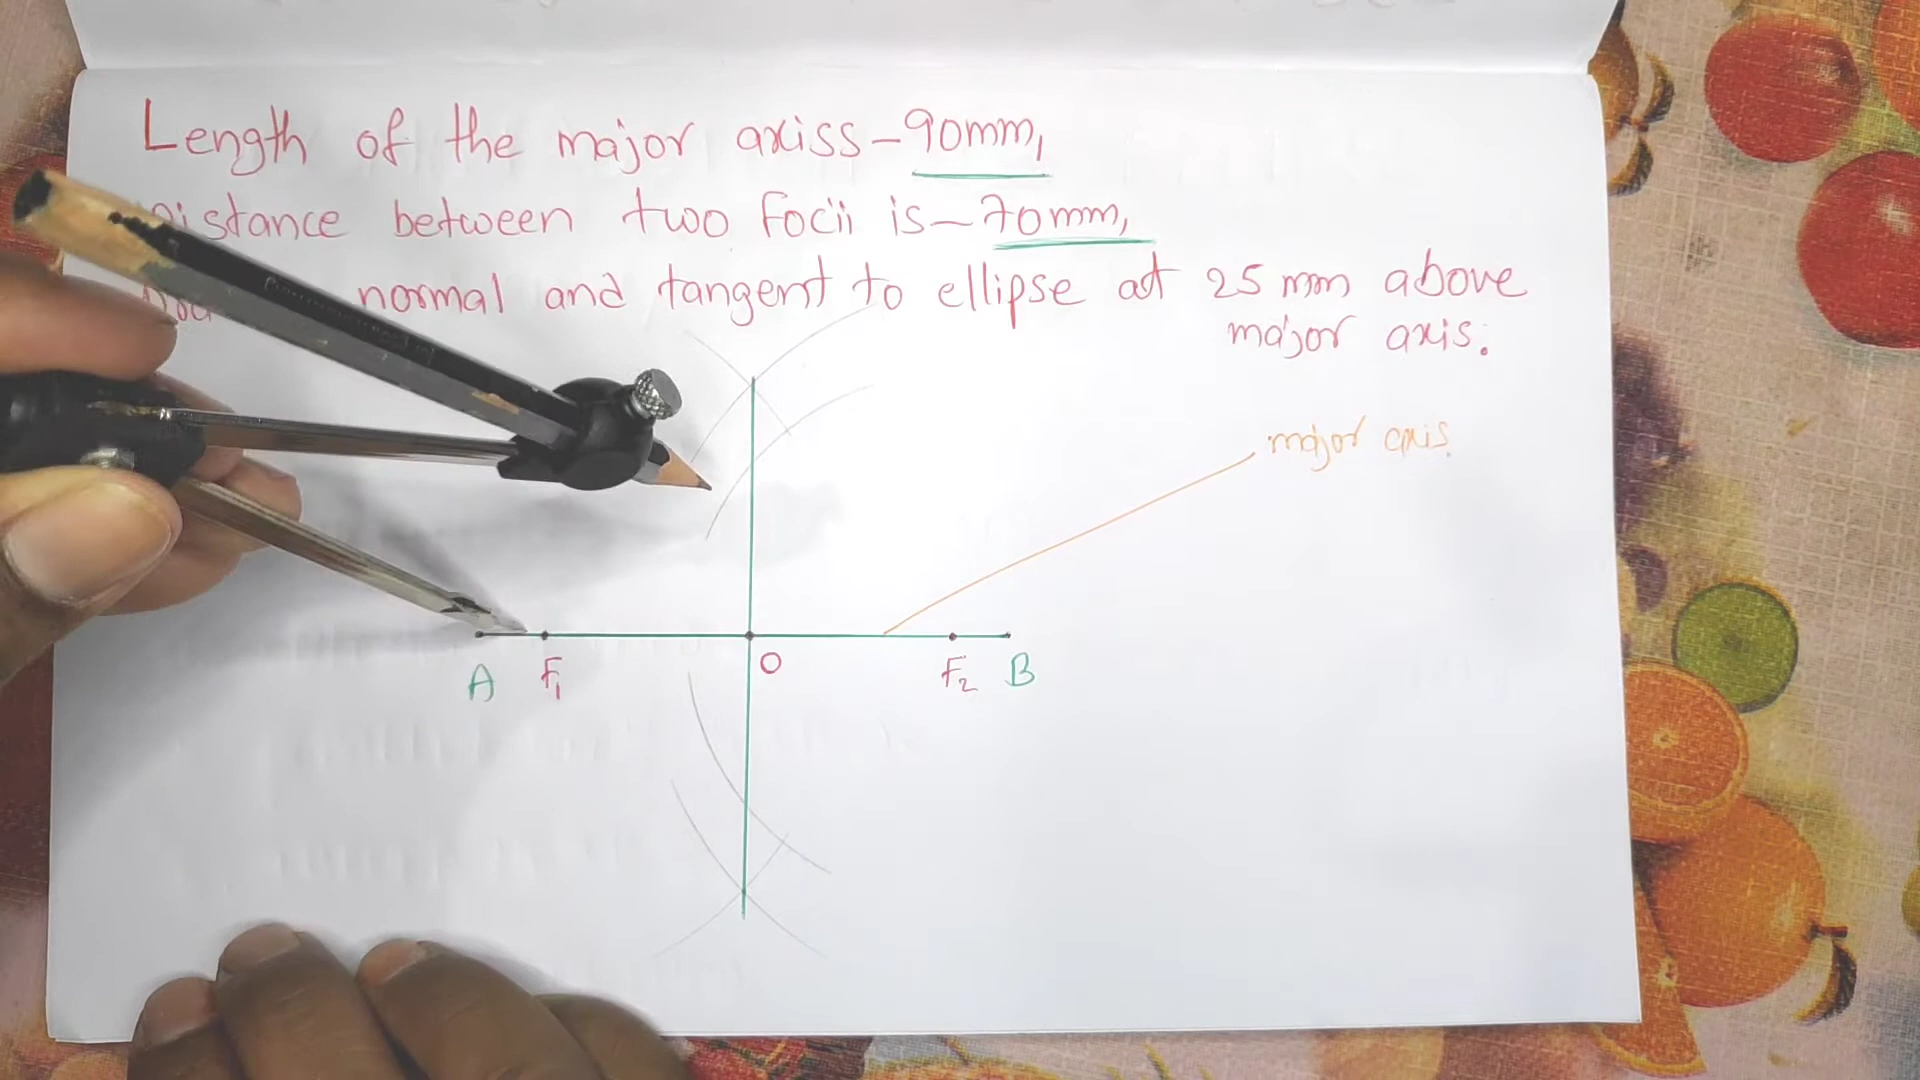 Length of the major axiss - 90mm,
istance between two Focii is - 70mm,
normal and tangent to ellipse at 25 mm above
major axis.
major axis.
A F1 O F2 B